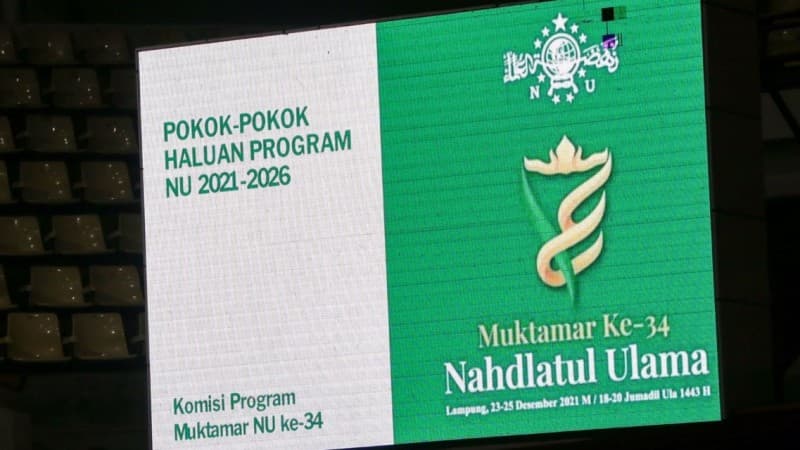 POKOK-POKOK
HALUAN PROGRAM
NU 2021-2026
Komisi Program
Muktamar NU ke-34
N U
Muktamar Ke-34
Nahdlatul Ulama
Lampung, 23-25 Desember 2021 M / 18-20 Jumadil Ula 1443 H